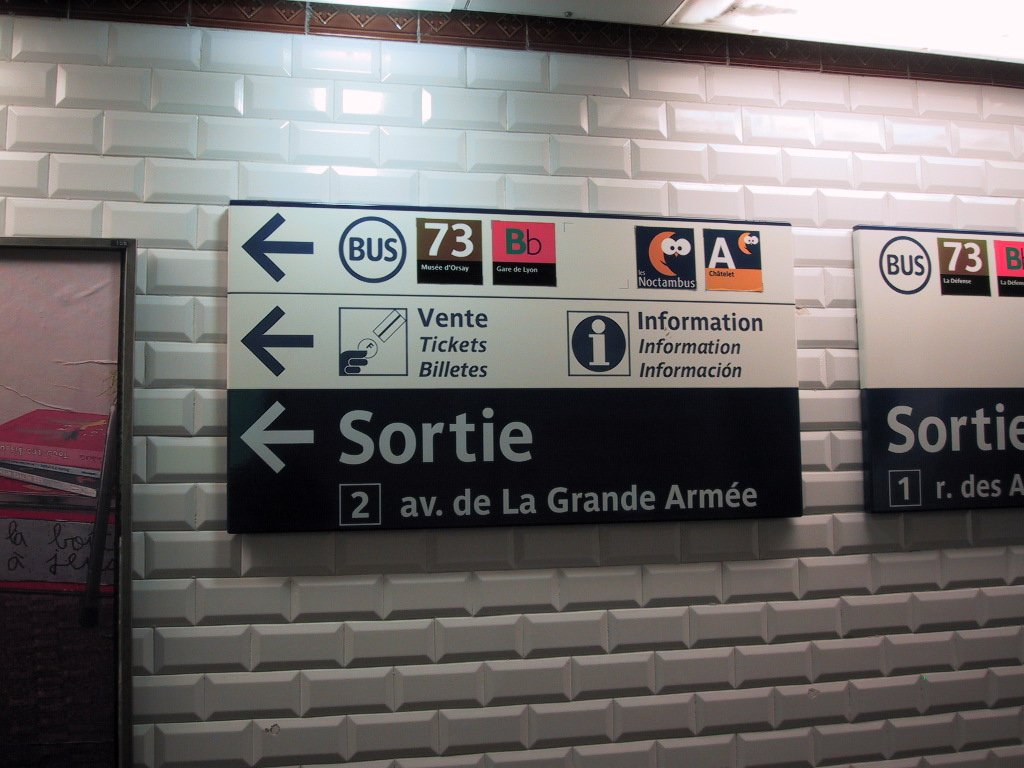 BUS 73 Bb
Musée d'Orsay Gare de Lyon
les Noctambus A Châtelet
Vente
Tickets
Billetes
Information
Information
Información
Sortie
2 av. de La Grande Armée
BUS 73
La Défense
Sortie
1 r. des
la
à